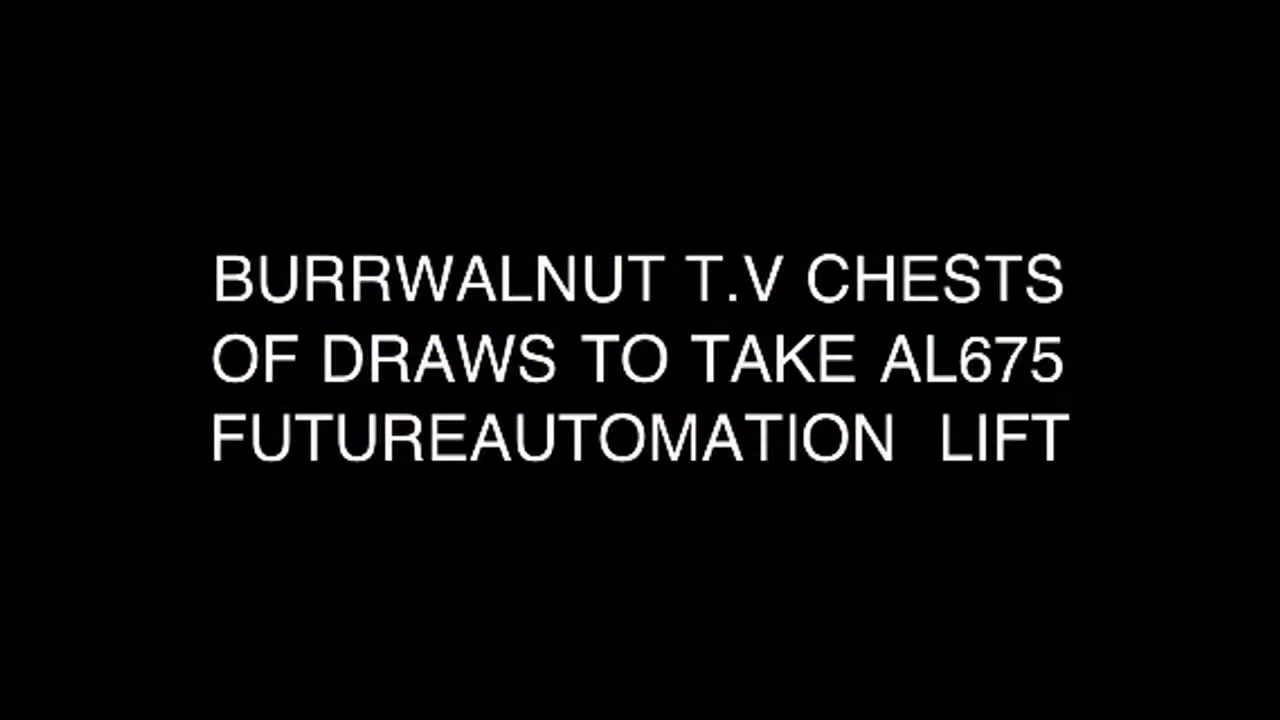 BURRWALNUT T.V CHESTS
OF DRAWS TO TAKE AL675
FUTUREAUTOMATION  LIFT